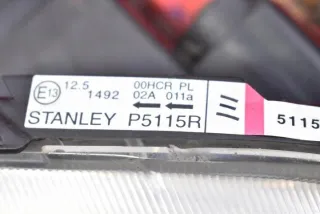 E13 12.5 00HCR PL
1492 02A 011a
STANLEY P5115R
5115